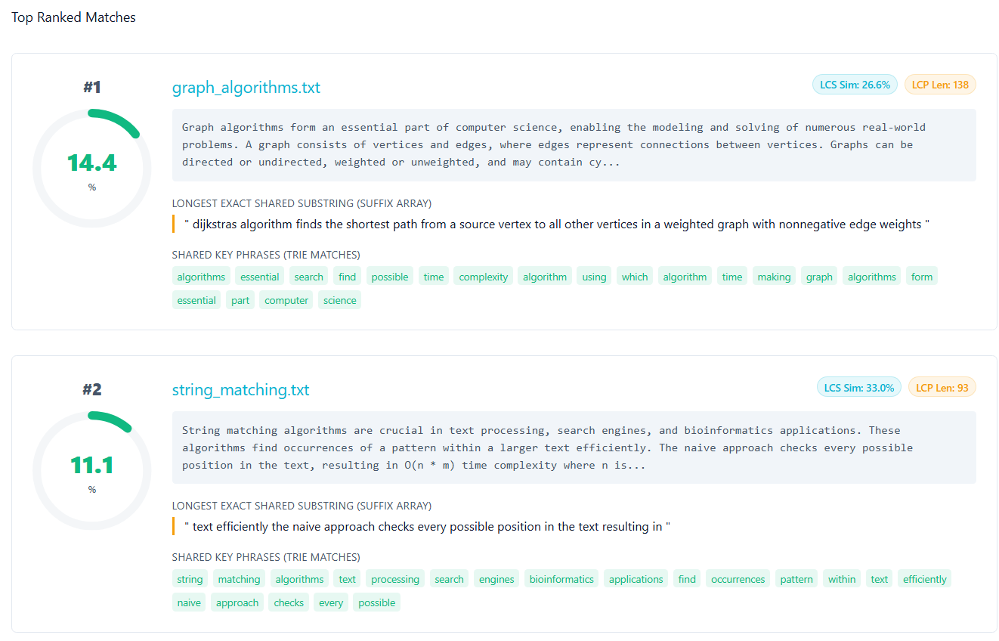 Top Ranked Matches
#1
14.4
%
graph_algorithms.txt
LCS Sim: 26.6%
LCP Len: 138
Graph algorithms form an essential part of computer science, enabling the modeling and solving of numerous real-world
problems. A graph consists of vertices and edges, where edges represent connections between vertices. Graphs can be
directed or undirected, weighted or unweighted, and may contain cy...
LONGEST EXACT SHARED SUBSTRING (SUFFIX ARRAY)
" dijkstras algorithm finds the shortest path from a source vertex to all other vertices in a weighted graph with nonnegative edge weights "
SHARED KEY PHRASES (TRIE MATCHES)
algorithms essential search find possible time complexity algorithm using which algorithm time making graph algorithms form
essential part computer science
#2
11.1
%
string_matching.txt
LCS Sim: 33.0%
LCP Len: 93
String matching algorithms are crucial in text processing, search engines, and bioinformatics applications. These
algorithms find occurrences of a pattern within a larger text efficiently. The naive approach checks every possible
position in the text, resulting in O(n * m) time complexity where n is...
LONGEST EXACT SHARED SUBSTRING (SUFFIX ARRAY)
" text efficiently the naive approach checks every possible position in the text resulting in "
SHARED KEY PHRASES (TRIE MATCHES)
string matching algorithms text processing search engines bioinformatics applications find occurrences pattern within text efficiently
naive approach checks every possible